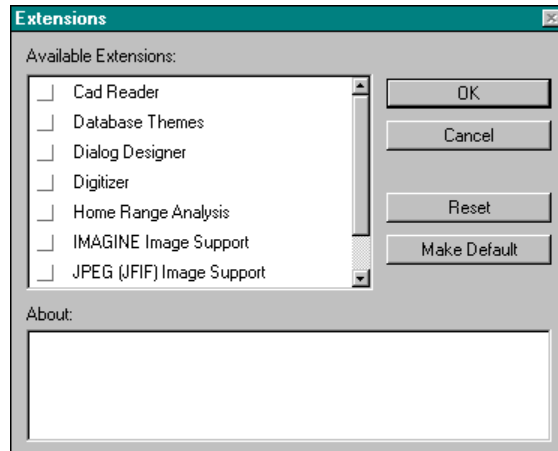 Extensions
Available Extensions:
Cad Reader
Database Themes
Dialog Designer
Digitizer
Home Range Analysis
IMAGINE Image Support
JPEG (JFIF) Image Support
OK
Cancel
Reset
Make Default
About: